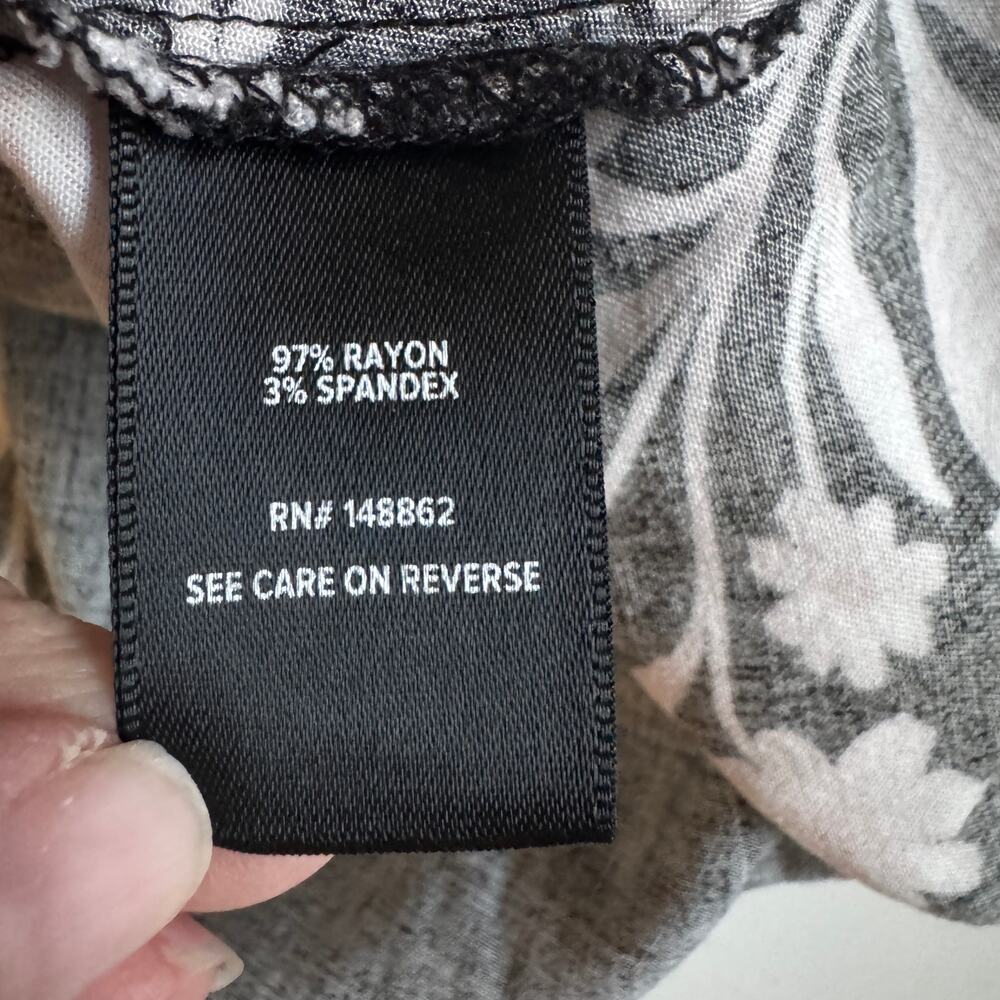 97% RAYON
3% SPANDEX
RN# 148862
SEE CARE ON REVERSE